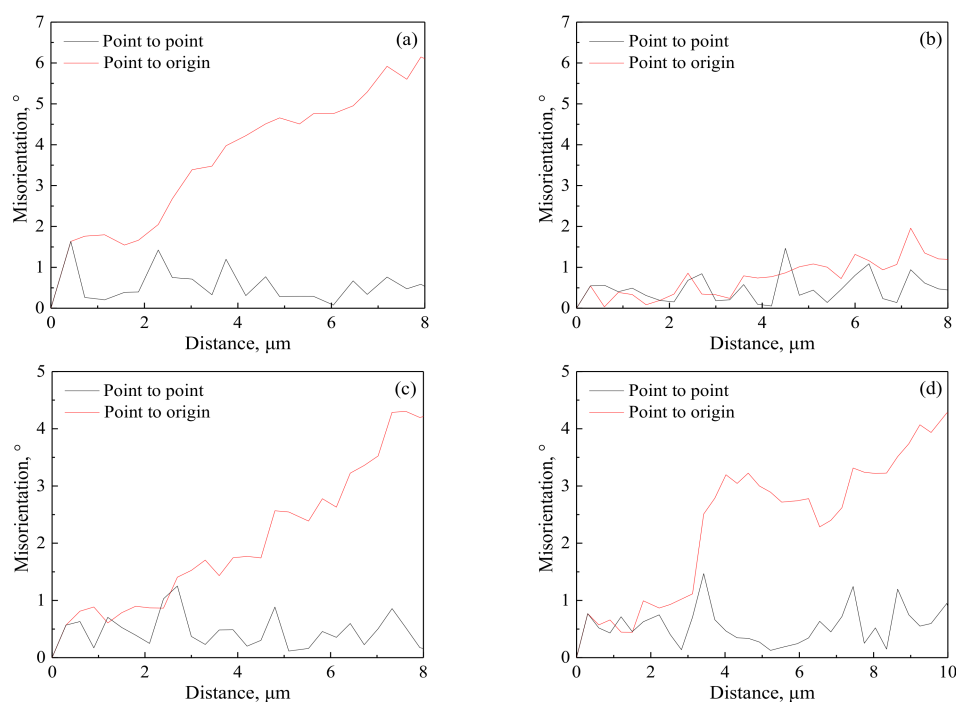 (a)
Point to point
Point to origin
Misorientation, °
7
6
5
4
3
2
1
0
0 2 4 6 8
Distance, μm
(b)
Point to point
Point to origin
Misorientation, °
7
6
5
4
3
2
1
0
0 2 4 6 8
Distance, μm
(c)
Point to point
Point to origin
Misorientation, °
5
4
3
2
1
0
0 2 4 6 8
Distance, μm
(d)
Point to point
Point to origin
Misorientation, °
5
4
3
2
1
0
0 2 4 6 8 10
Distance, μm